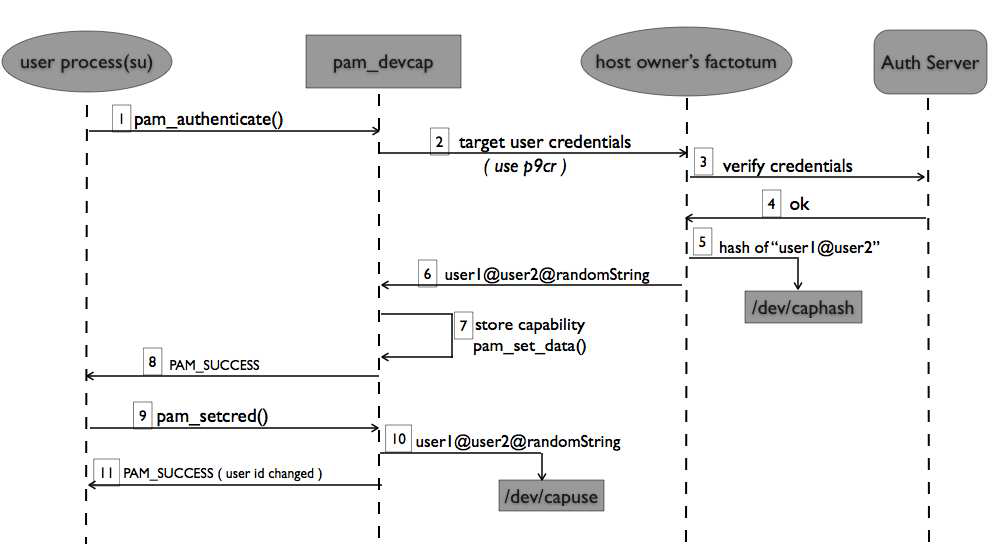 user process(su)
pam_devcap
host owner's factotum
Auth Server
1 pam_authenticate()
2 target user credentials
( use p9cr )
3 verify credentials
4 ok
5 hash of “user1@user2”
6 user1@user2@randomString
/dev/caphash
7 store capability
pam_set_data()
8 PAM_SUCCESS
9 pam_setcred()
10 user1@user2@randomString
11 PAM_SUCCESS ( user id changed )
/dev/capuse